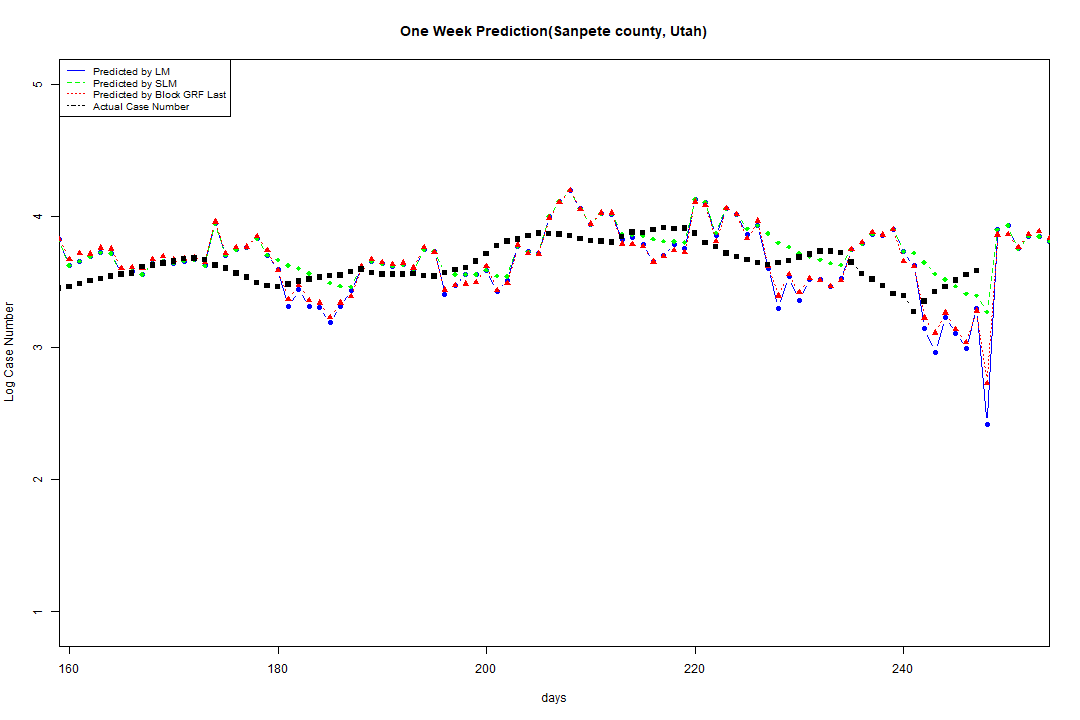 One Week Prediction(Sanpete county, Utah)
Predicted by LM
Predicted by SLM
Predicted by Block GRF Last
Actual Case Number
5
4
3
2
1
Log Case Number
160 180 200 220 240
days